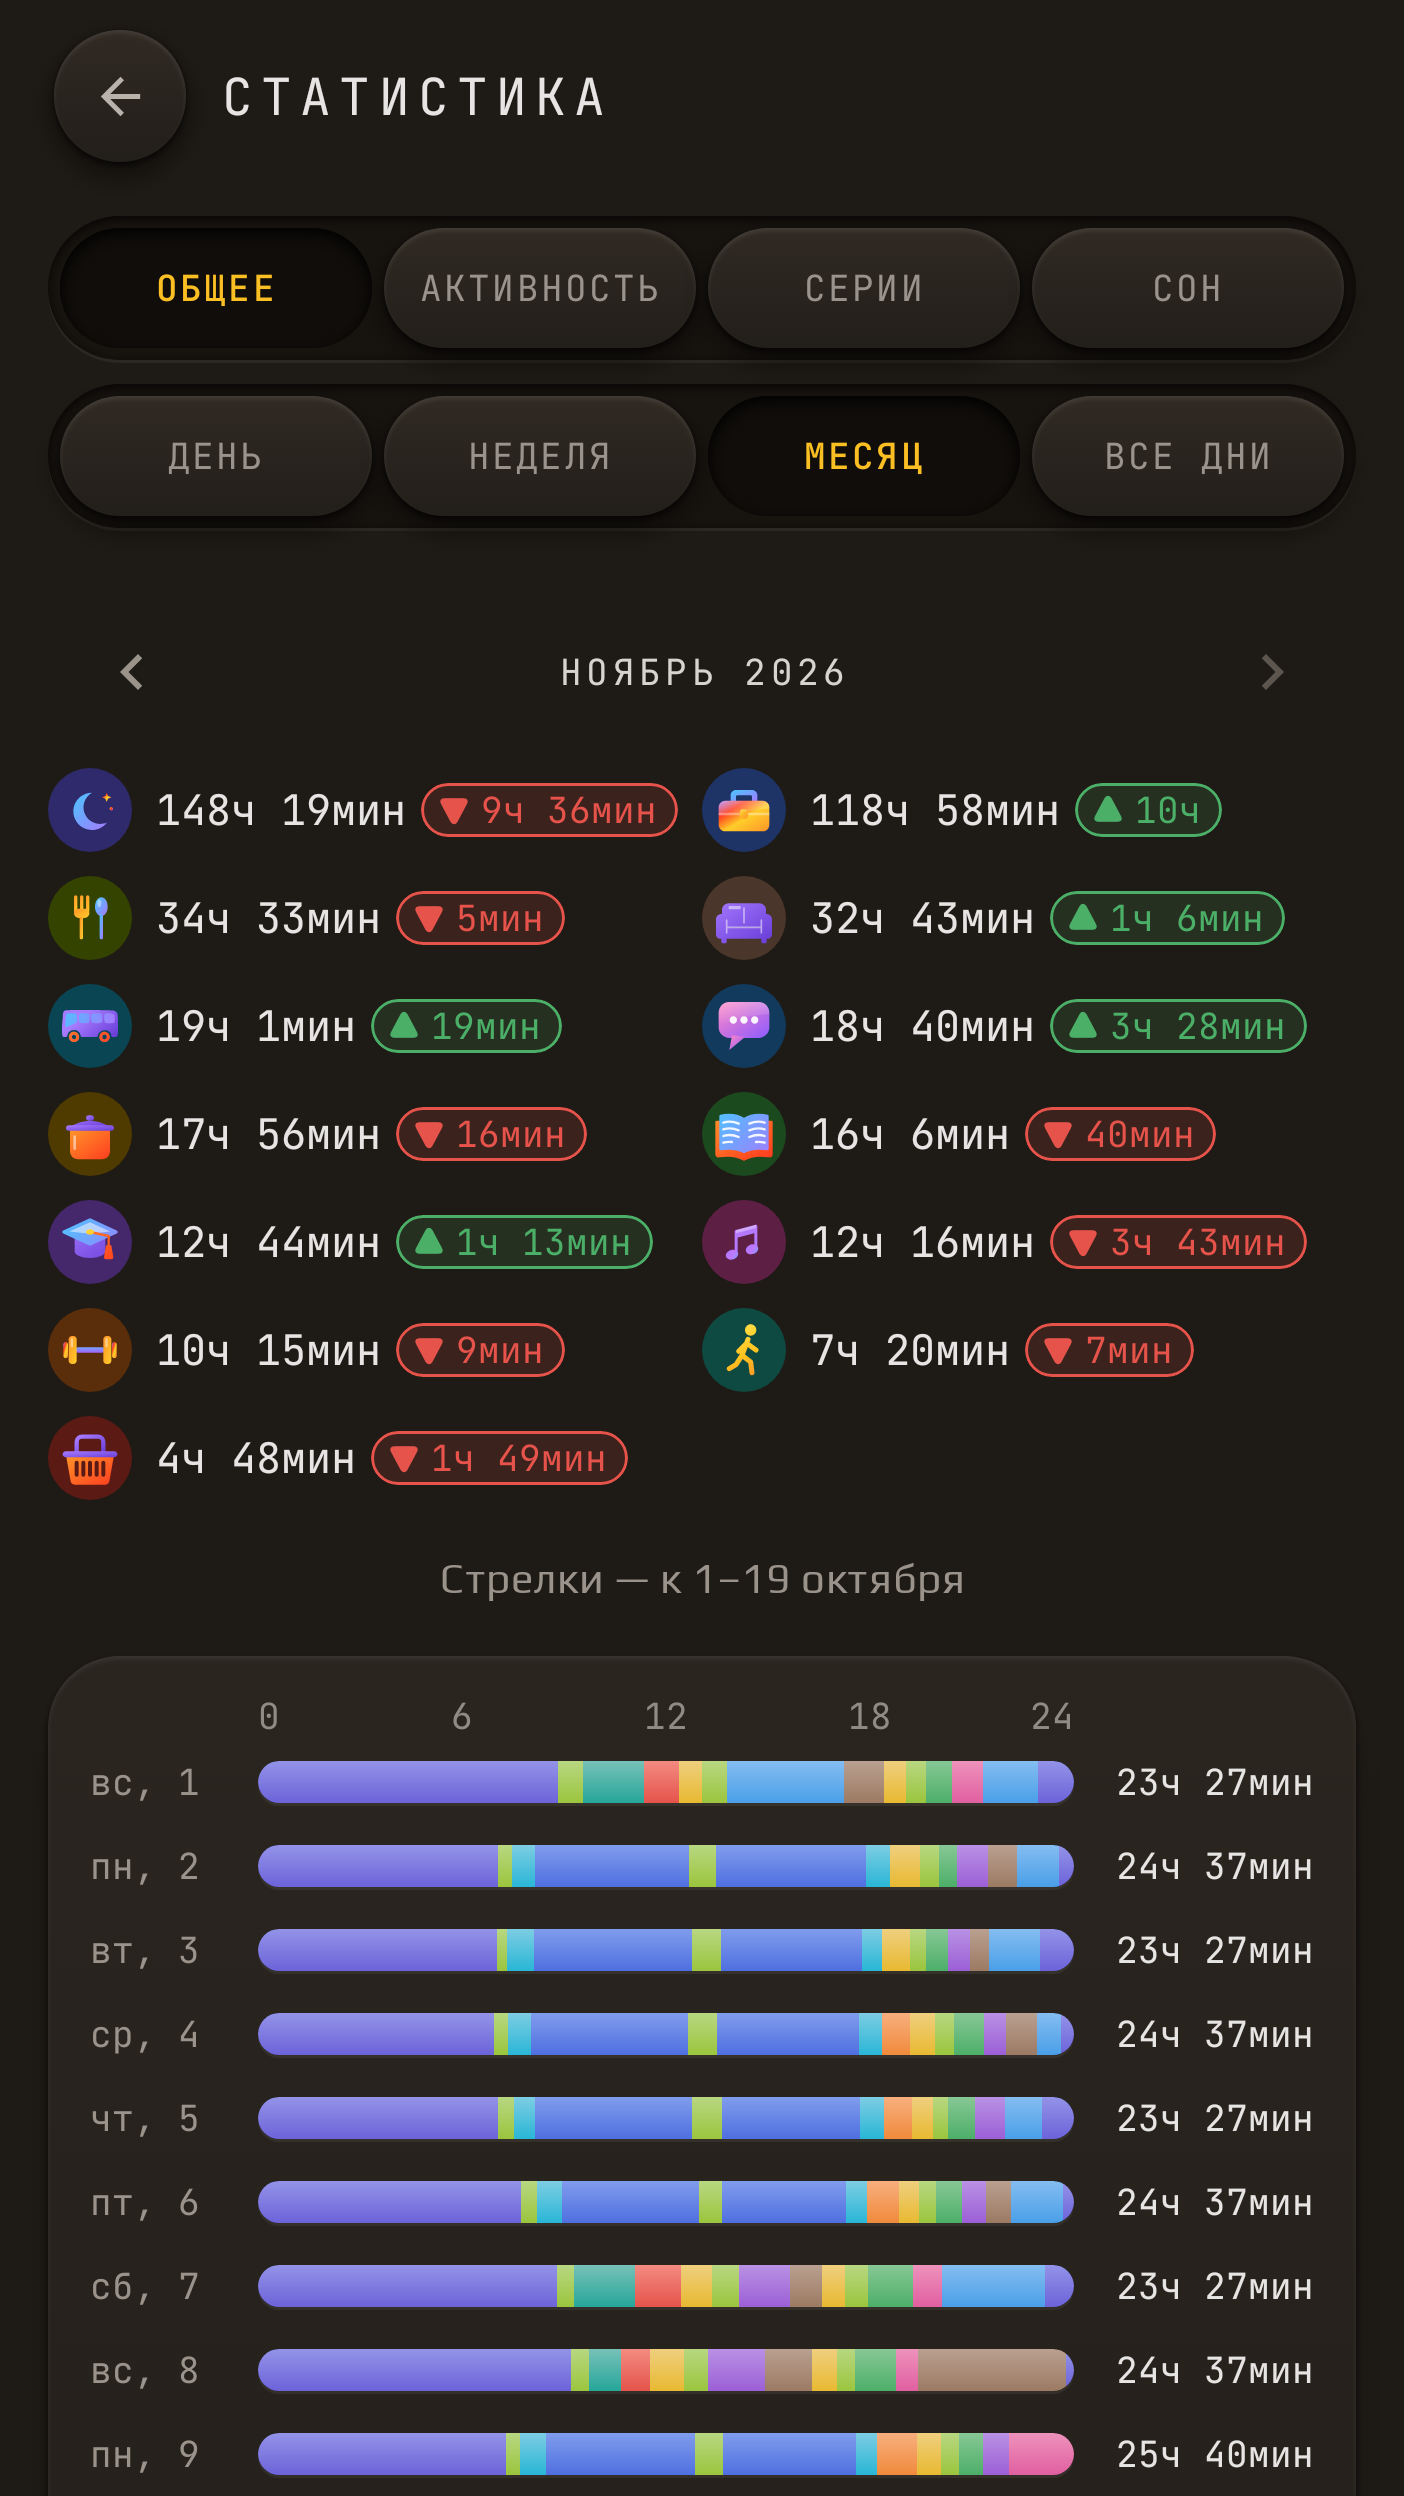 СТАТИСТИКА
ОБЩЕЕ АКТИВНОСТЬ СЕРИИ СОН
ДЕНЬ НЕДЕЛЯ МЕСЯЦ ВСЕ ДНИ
НОЯБРЬ 2026
148ч 19мин 9ч 36мин 118ч 58мин 10ч
34ч 33мин 5мин 32ч 43мин 1ч 6мин
19ч 1мин 19мин 18ч 40мин 3ч 28мин
17ч 56мин 16мин 16ч 6мин 40мин
12ч 44мин 1ч 13мин 12ч 16мин 3ч 43мин
10ч 15мин 9мин 7ч 20мин 7мин
4ч 48мин 1ч 49мин
Стрелки — к 1–19 октября
0 6 12 18 24
вс, 1 23ч 27мин
пн, 2 24ч 37мин
вт, 3 23ч 27мин
ср, 4 24ч 37мин
чт, 5 23ч 27мин
пт, 6 24ч 37мин
сб, 7 23ч 27мин
вс, 8 24ч 37мин
пн, 9 25ч 40мин